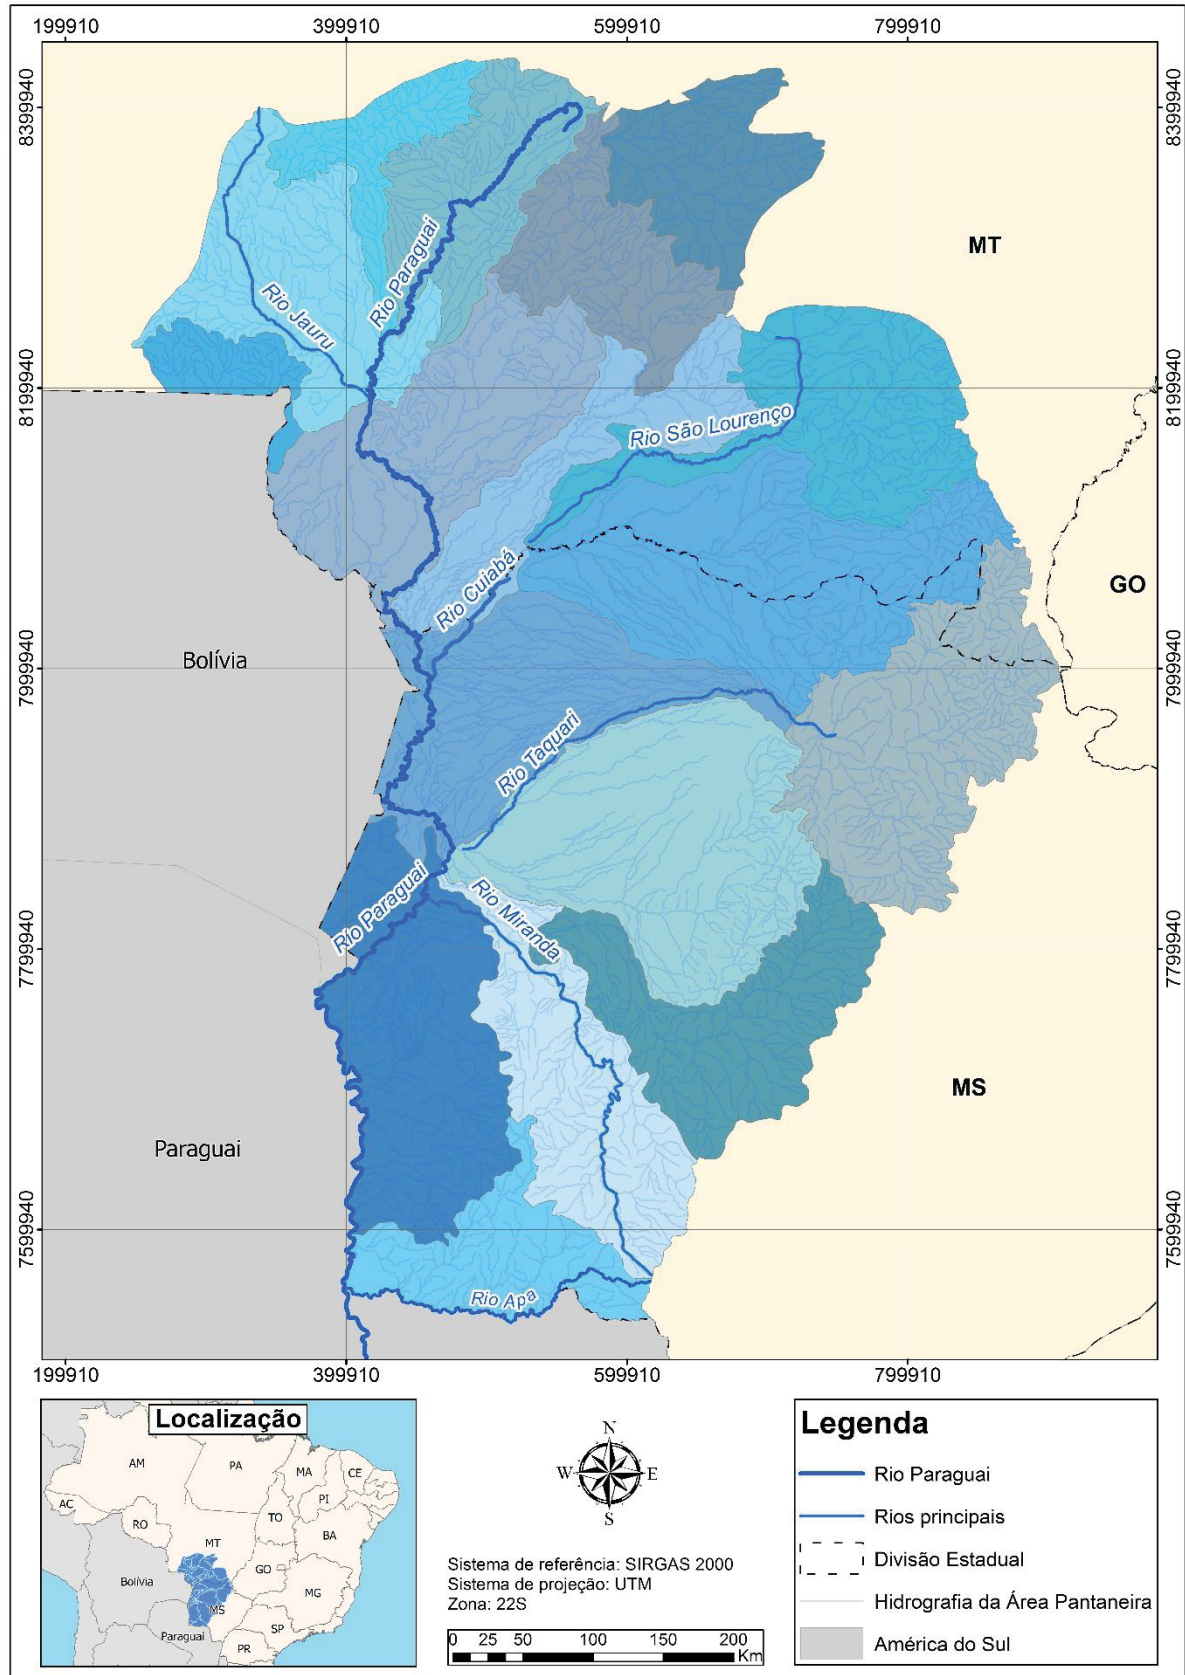 199910
399910
599910
799910
8399940
8399940
MT
Rio Paraguai
Rio Jauru
8199940
8199940
Rio São Lourenço
Rio Cuiabá
GO
Bolívia
7999940
7999940
Rio Taquari
Rio Paraguai
Rio Miranda
7799940
7799940
MS
Paraguai
7599940
7599940
Rio Apa
199910
399910
599910
799910
Localização
AM
PA
MA
CE
AC
RO
TO
PI
BA
MT
GO
Bolívia
MG
MS
SP
Paraguai
PR
N
W
E
S
Sistema de referência: SIRGAS 2000
Sistema de projeção: UTM
Zona: 22S
0 25 50 100 150 200
Km
Legenda
Rio Paraguai
Rios principais
Divisão Estadual
Hidrografia da Área Pantaneira
América do Sul